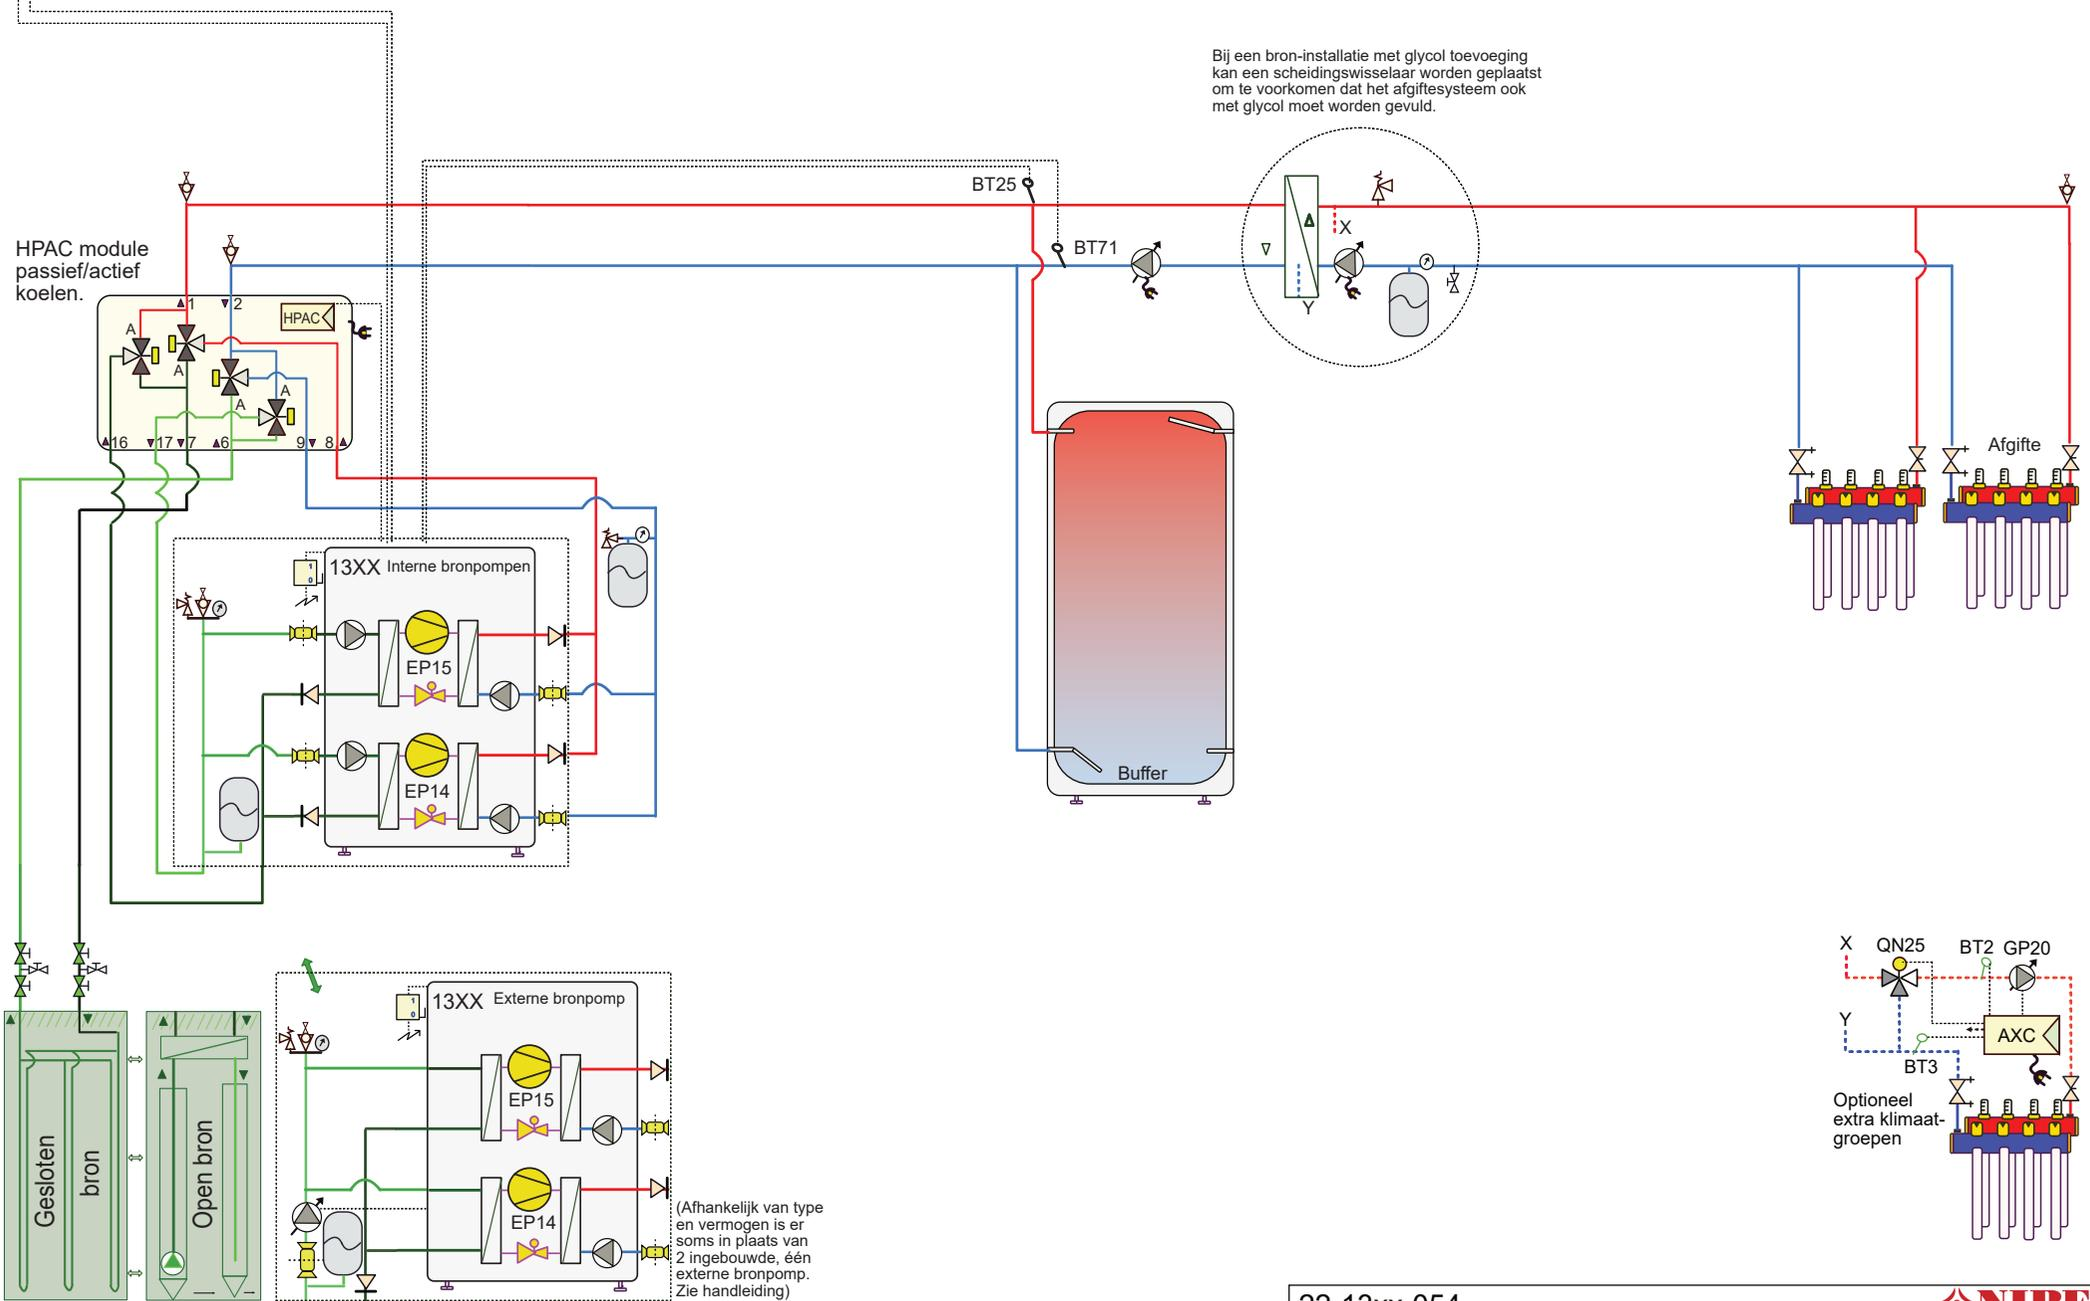 Bij een bron-installatie met glycol toevoeging
kan een scheidingswisselaar worden geplaatst
om te voorkomen dat het afgiftesysteem ook
met glycol moet worden gevuld.
BT25
X
BT71
Y
HPAC module
passief/actief
koelen.
1
2
HPAC
A
A
A
A
16
17
7
6
9
8
Afgifte
13XX Interne bronpompen
1
0
EP15
EP14
Buffer
13XX Externe bronpomp
1
0
EP15
EP14
(Afhankelijk van type
en vermogen is er
soms in plaats van
2 ingebouwde, één
externe bronpomp.
Zie handleiding)
Gesloten
bron
Open bron
X
QN25
BT2
GP20
Y
AXC
BT3
Optioneel
extra klimaat-
groepen